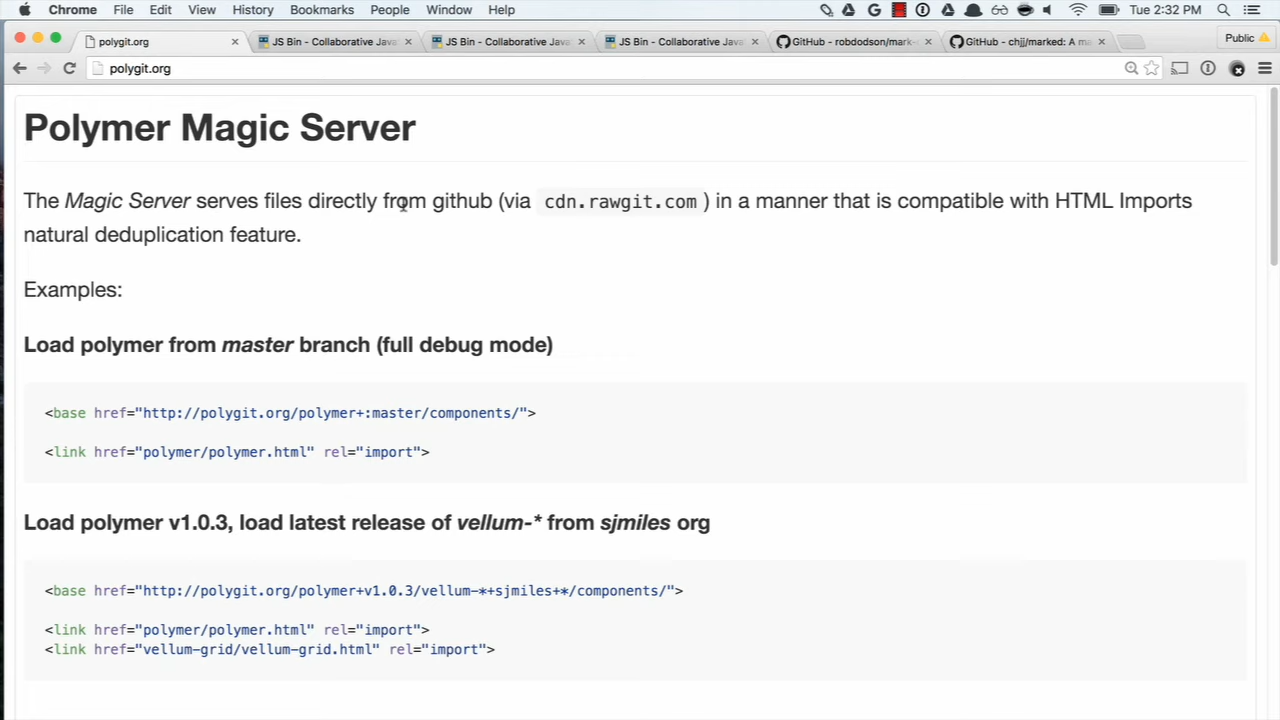 Chrome File Edit View History Bookmarks People Window Help Tue 2:32 PM
polygit.org JS Bin - Collaborative Java JS Bin - Collaborative Java JS Bin - Collaborative Java GitHub - robdodson/mark- GitHub - chjj/marked: A ma Public
polygit.org
Polymer Magic Server
The Magic Server serves files directly from github (via cdn.rawgit.com ) in a manner that is compatible with HTML Imports
natural deduplication feature.
Examples:
Load polymer from master branch (full debug mode)
<base href="http://polygit.org/polymer+:master/components/">
<link href="polymer/polymer.html" rel="import">
Load polymer v1.0.3, load latest release of vellum-* from sjmiles org
<base href="http://polygit.org/polymer+v1.0.3/vellum-*+sjmiles+*/components/">
<link href="polymer/polymer.html" rel="import">
<link href="vellum-grid/vellum-grid.html" rel="import">